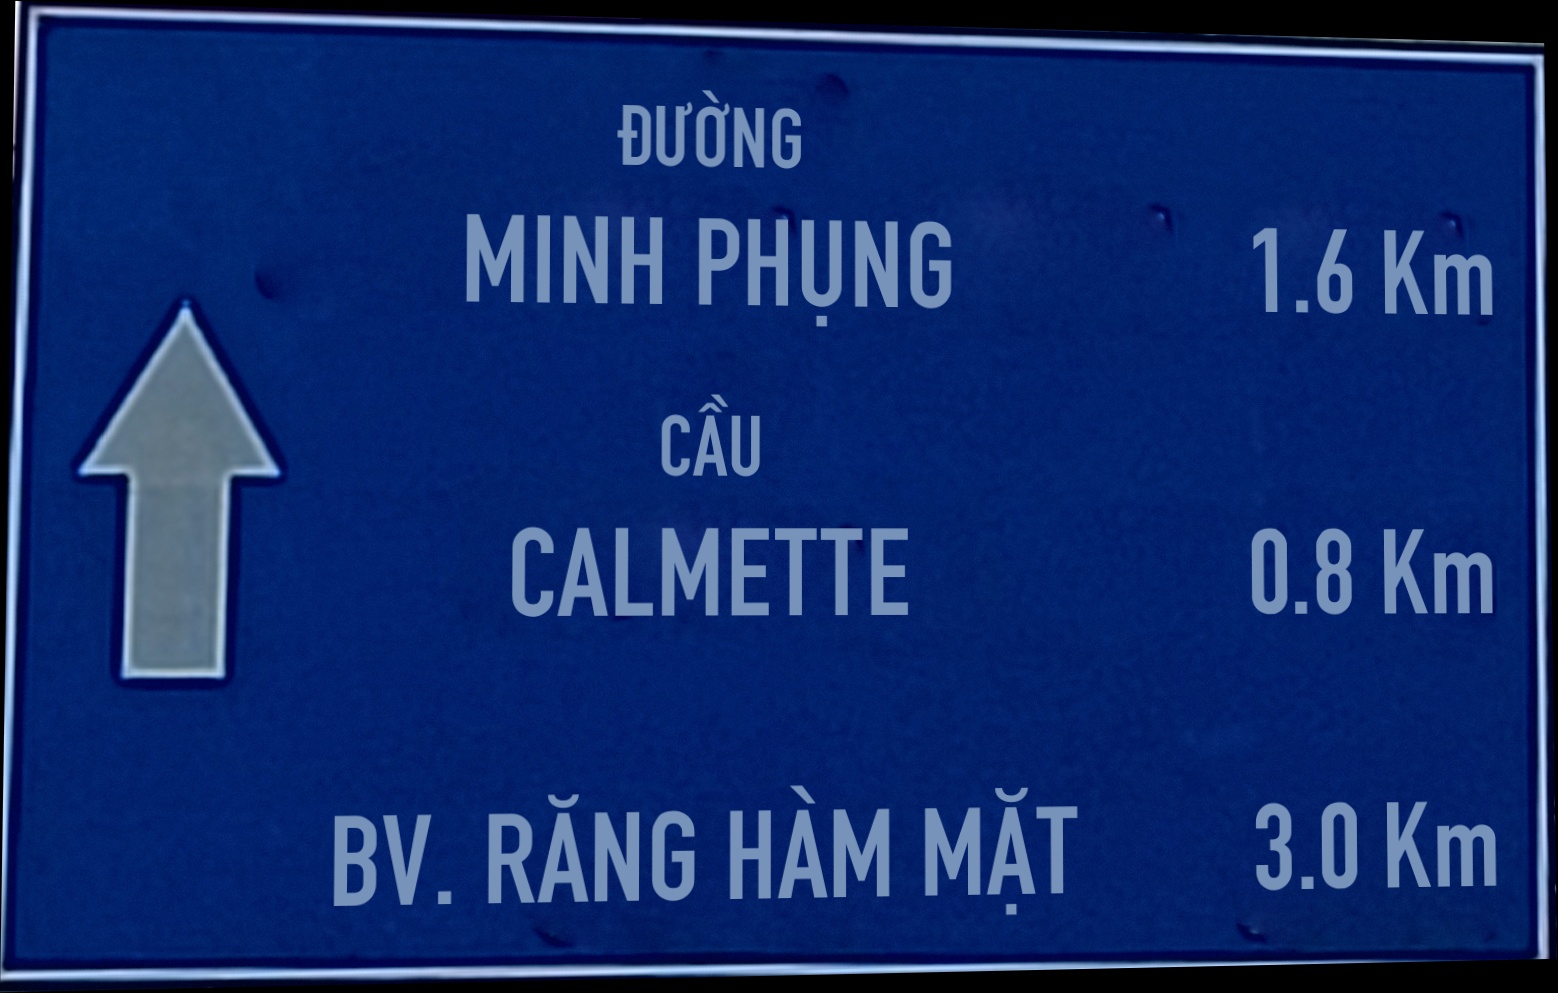 ĐƯỜNG
MINH PHỤNG 1.6 Km
CẦU
CALMETTE 0.8 Km
BV. RĂNG HÀM MẶT 3.0 Km